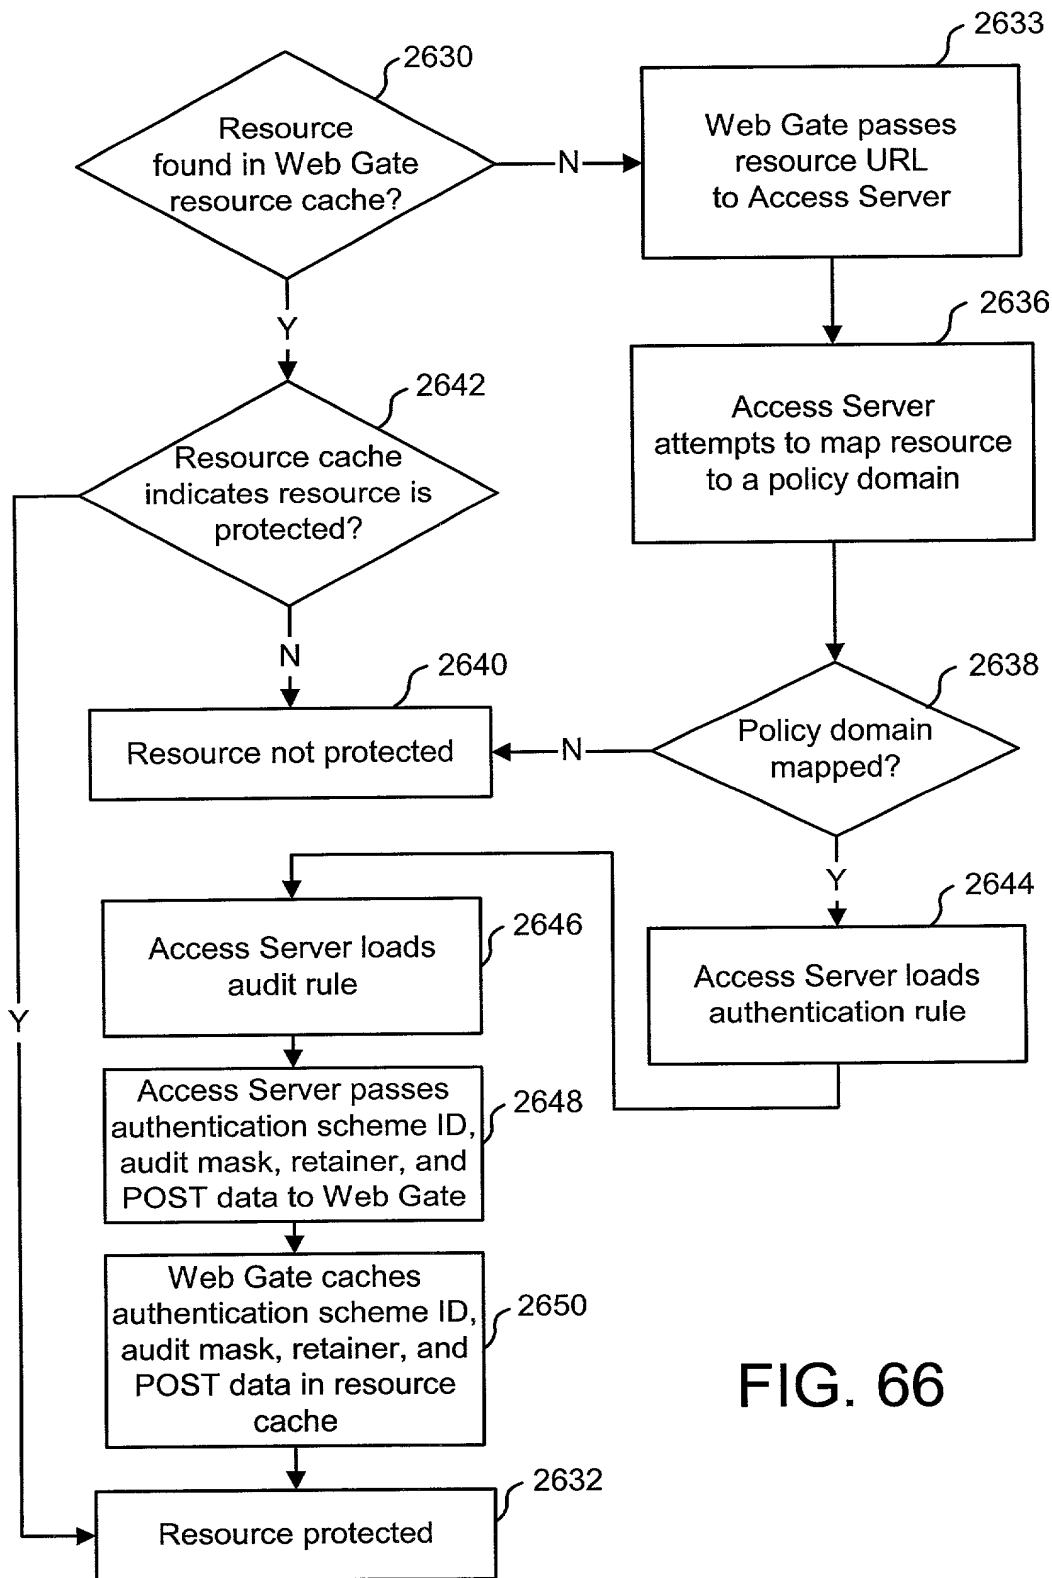 2630
Resource
found in Web Gate
resource cache?
N
2633
Web Gate passes
resource URL
to Access Server
Y
2636
Access Server
attempts to map resource
to a policy domain
2642
Resource cache
indicates resource is
protected?
N
2640
Resource not protected
N
2638
Policy domain
mapped?
Y
2644
Access Server loads
authentication rule
2646
Access Server loads
audit rule
Y
2648
Access Server passes
authentication scheme ID,
audit mask, retainer, and
POST data to Web Gate
2650
Web Gate caches
authentication scheme ID,
audit mask, retainer, and
POST data in resource
cache
2632
Resource protected
FIG. 66